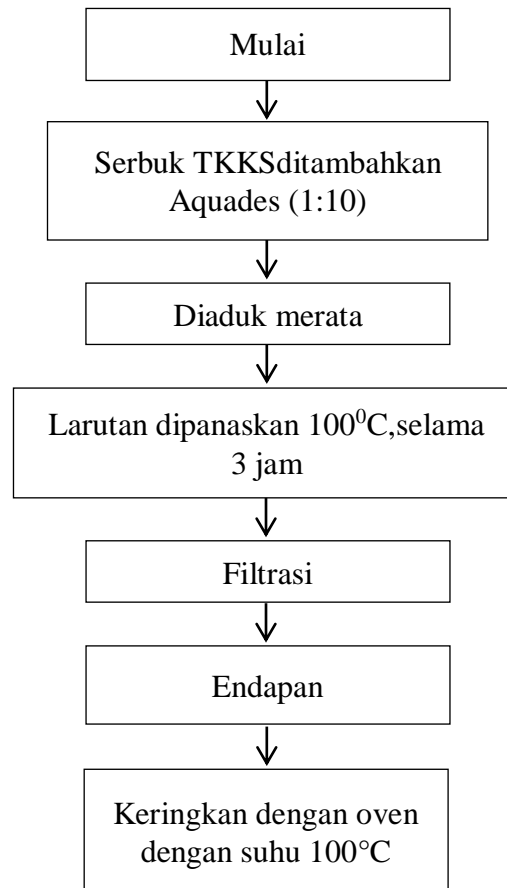 Mulai
Serbuk TKKSditambahkan
Aquades (1:10)
Diaduk merata
Larutan dipanaskan 100⁰C,selama
3 jam
Filtrasi
Endapan
Keringkan dengan oven
dengan suhu 100°C